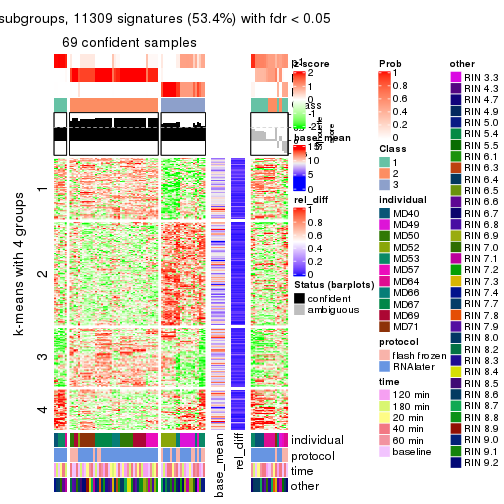 subgroups, 11309 signatures (53.4%) with fdr < 0.05
69 confident samples
k-means with 4 groups
1
2
3
4
z-score
2
1
0
-1
-2
base_mean
15
10
5
0
rel_diff
1
0.8
0.6
0.4
0.2
0
Status (barplots)
confident
ambiguous
base_mean
rel_diff
individual
protocol
time
other
Prob
1
0.8
0.6
0.4
0.2
0
Class
1
2
3
individual
MD40
MD49
MD50
MD52
MD53
MD57
MD64
MD66
MD67
MD69
MD71
protocol
flash frozen
RNAlater
time
120 min
180 min
20 min
40 min
60 min
baseline
other
RIN 3.3
RIN 4.3
RIN 4.7
RIN 4.9
RIN 5.0
RIN 5.4
RIN 5.5
RIN 6.1
RIN 6.3
RIN 6.4
RIN 6.5
RIN 6.6
RIN 6.7
RIN 6.8
RIN 6.9
RIN 7.0
RIN 7.1
RIN 7.2
RIN 7.3
RIN 7.4
RIN 7.6
RIN 7.7
RIN 7.8
RIN 7.9
RIN 8.0
RIN 8.2
RIN 8.3
RIN 8.4
RIN 8.5
RIN 8.6
RIN 8.7
RIN 8.8
RIN 8.9
RIN 9.0
RIN 9.1
RIN 9.2